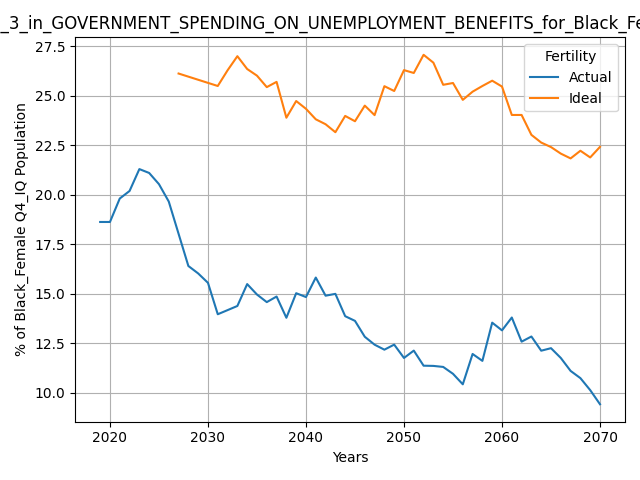 _3_in_GOVERNMENT_SPENDING_ON_UNEMPLOYMENT_BENEFITS_for_Black_Fe
27.5
25.0
22.5
20.0
17.5
15.0
12.5
10.0
% of Black_Female Q4_IQ Population
Fertility
Actual
Ideal
2020 2030 2040 2050 2060 2070
Years